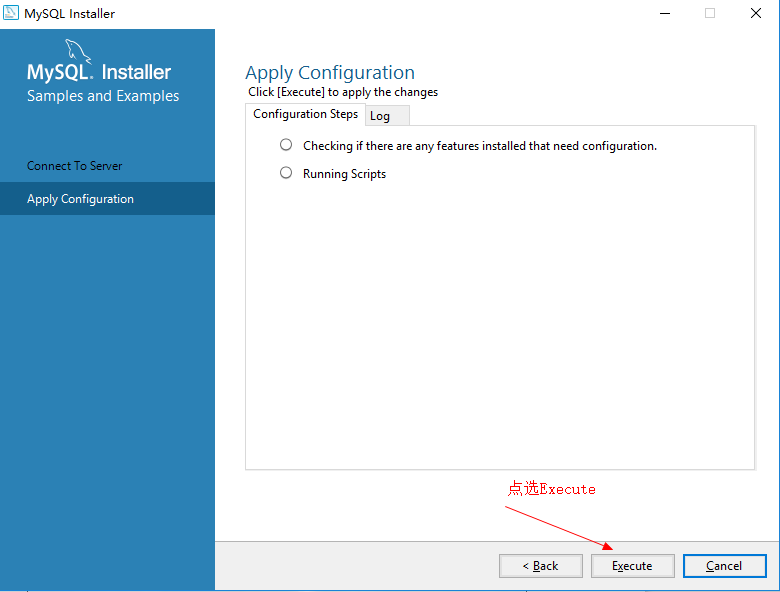 MySQL Installer
MySQL. Installer
Samples and Examples
Connect To Server
Apply Configuration
Apply Configuration
Click [Execute] to apply the changes
Configuration Steps
Log
Checking if there are any features installed that need configuration.
Running Scripts
点选Execute
< Back
Execute
Cancel